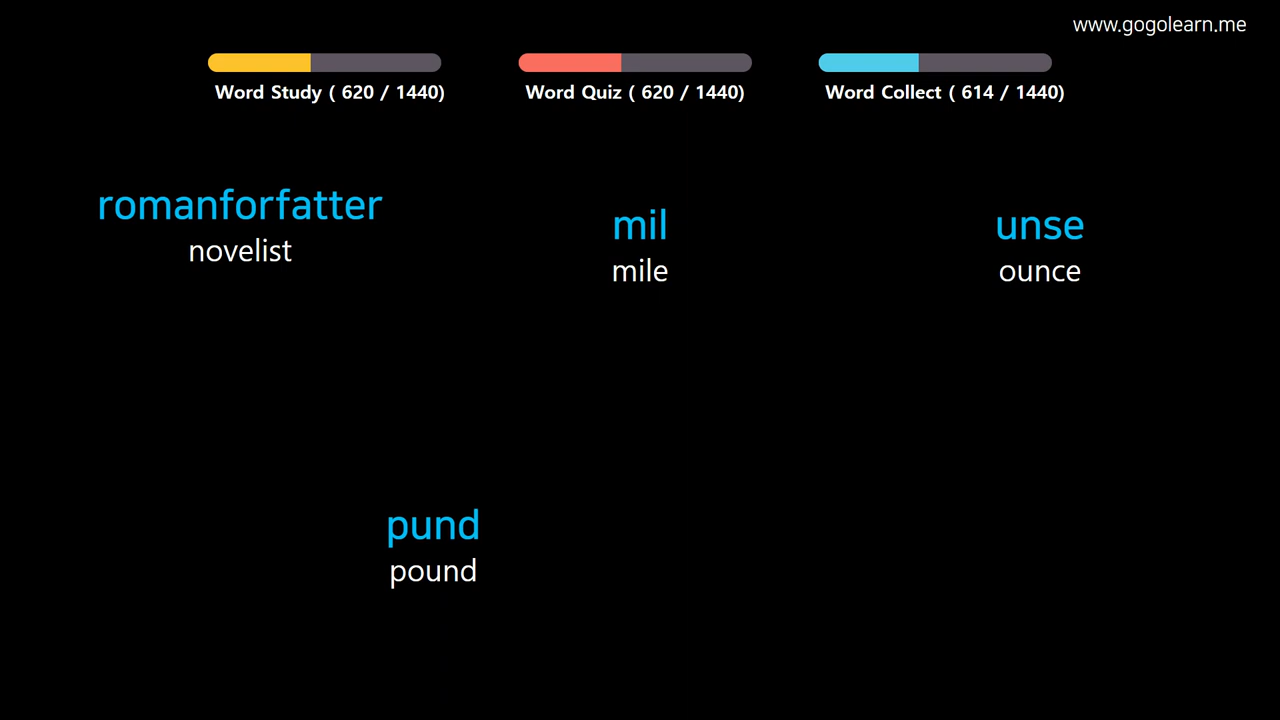 www.gogolearn.me
Word Study ( 620 / 1440)
Word Quiz ( 620 / 1440)
Word Collect ( 614 / 1440)
romanforfatter
novelist
mil
mile
unse
ounce
pund
pound